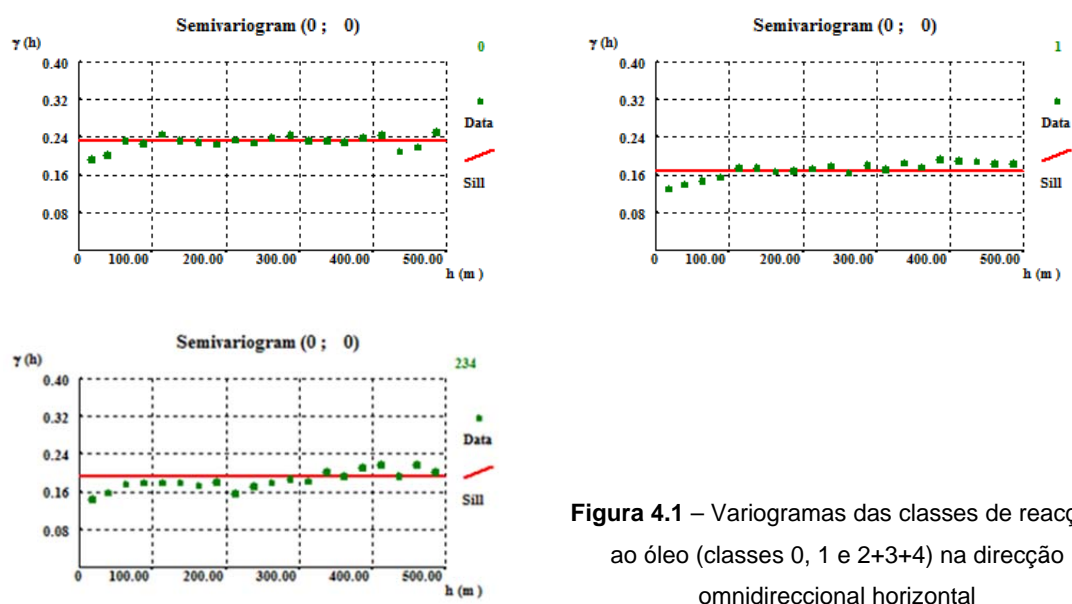 Semivariogram (0 ; 0)
γ (h)
0
0.40
0.32
0.24
0.16
0.08
0 100.00 200.00 300.00 400.00 500.00
h (m )
Data
Sill
Semivariogram (0 ; 0)
γ (h)
1
0.40
0.32
0.24
0.16
0.08
0 100.00 200.00 300.00 400.00 500.00
h (m )
Data
Sill
Semivariogram (0 ; 0)
γ (h)
234
0.40
0.32
0.24
0.16
0.08
0 100.00 200.00 300.00 400.00 500.00
h (m )
Data
Sill
Figura 4.1 – Variogramas das classes de reacç
ao óleo (classes 0, 1 e 2+3+4) na direcção
omnidireccional horizontal